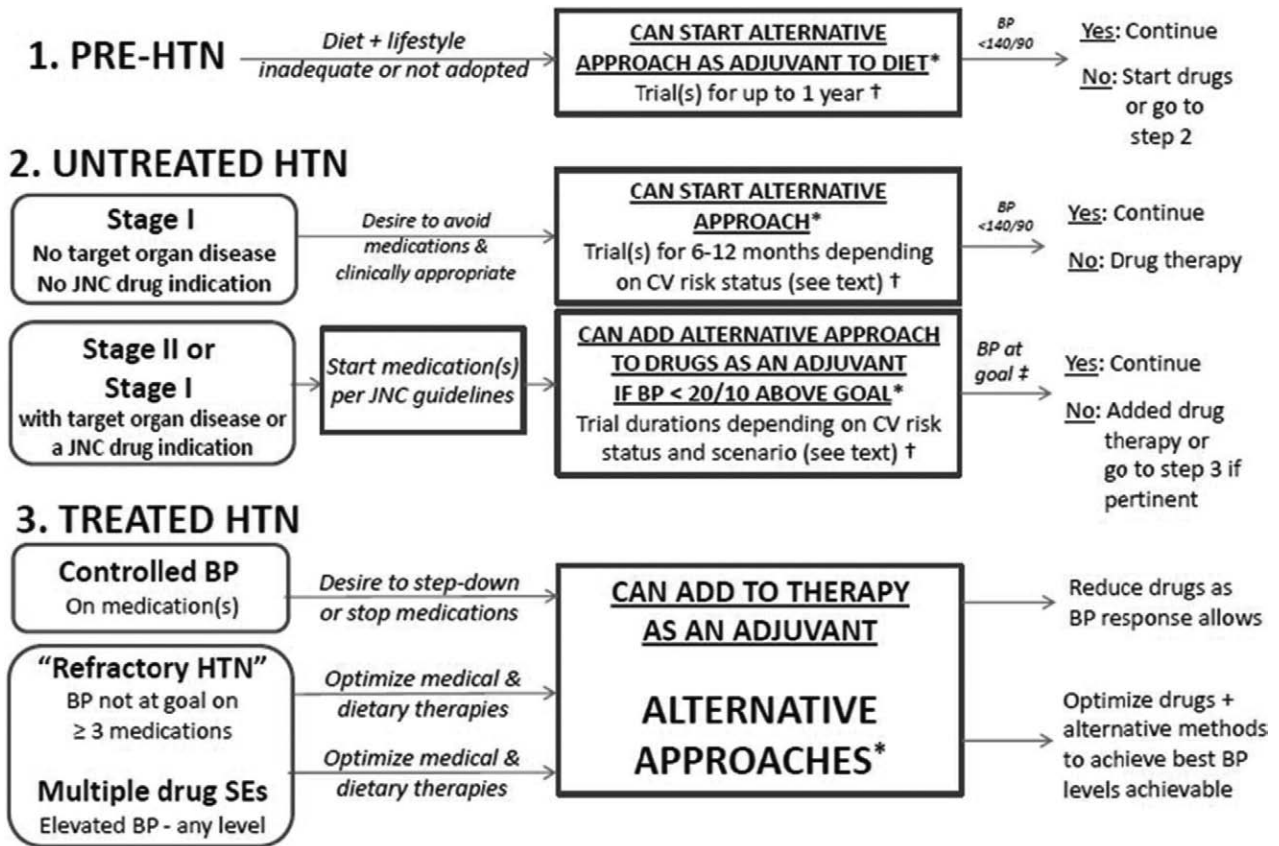 1. PRE-HTN
Diet + lifestyle
inadequate or not adopted
CAN START ALTERNATIVE
APPROACH AS ADJUVANT TO DIET*
Trial(s) for up to 1 year †
BP
<140/90
Yes: Continue
No: Start drugs
or go to
step 2
2. UNTREATED HTN
Stage I
No target organ disease
No JNC drug indication
Desire to avoid
medications &
clinically appropriate
CAN START ALTERNATIVE
APPROACH*
Trial(s) for 6-12 months depending
on CV risk status (see text) †
BP
<140/90
Yes: Continue
No: Drug therapy
Stage II or
Stage I
with target organ disease or
a JNC drug indication
Start medication(s)
per JNC guidelines
CAN ADD ALTERNATIVE APPROACH
TO DRUGS AS AN ADJUVANT
IF BP < 20/10 ABOVE GOAL*
Trial durations depending on CV risk
status and scenario (see text) †
BP at
goal ‡
Yes: Continue
No: Added drug
therapy or
go to step 3 if
pertinent
3. TREATED HTN
Controlled BP
On medication(s)
Desire to step-down
or stop medications
"Refractory HTN"
BP not at goal on
≥ 3 medications
Optimize medical &
dietary therapies
Multiple drug SEs
Elevated BP - any level
Optimize medical &
dietary therapies
CAN ADD TO THERAPY
AS AN ADJUVANT
ALTERNATIVE
APPROACHES*
Reduce drugs as
BP response allows
Optimize drugs +
alternative methods
to achieve best BP
levels achievable